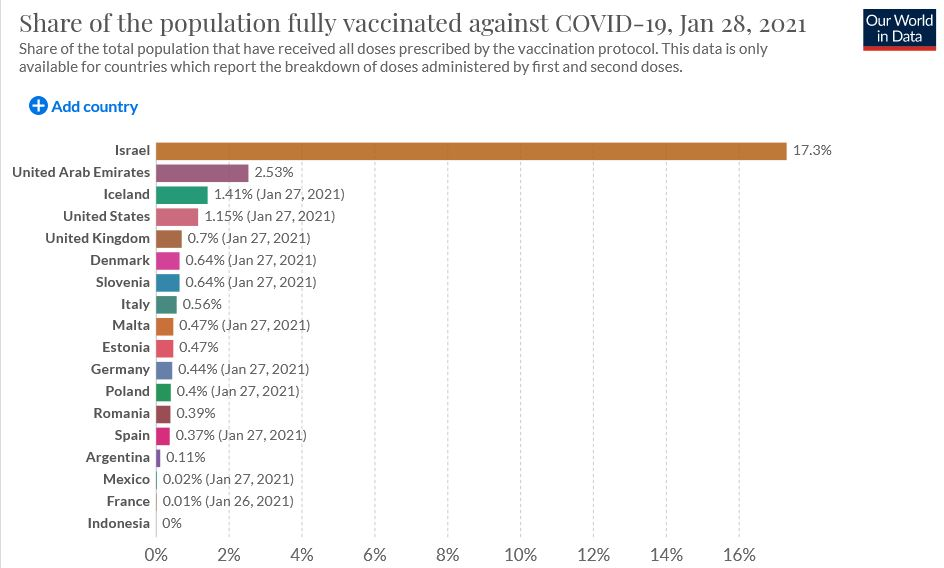 Share of the population fully vaccinated against COVID-19, Jan 28, 2021
Our World
in Data
Share of the total population that have received all doses prescribed by the vaccination protocol. This data is only
available for countries which report the breakdown of doses administered by first and second doses.
Add country
Israel 17.3%
United Arab Emirates 2.53%
Iceland 1.41% (Jan 27, 2021)
United States 1.15% (Jan 27, 2021)
United Kingdom 0.7% (Jan 27, 2021)
Denmark 0.64% (Jan 27, 2021)
Slovenia 0.64% (Jan 27, 2021)
Italy 0.56%
Malta 0.47% (Jan 27, 2021)
Estonia 0.47%
Germany 0.44% (Jan 27, 2021)
Poland 0.4% (Jan 27, 2021)
Romania 0.39%
Spain 0.37% (Jan 27, 2021)
Argentina 0.11%
Mexico 0.02% (Jan 27, 2021)
France 0.01% (Jan 26, 2021)
Indonesia 0%
0% 2% 4% 6% 8% 10% 12% 14% 16%